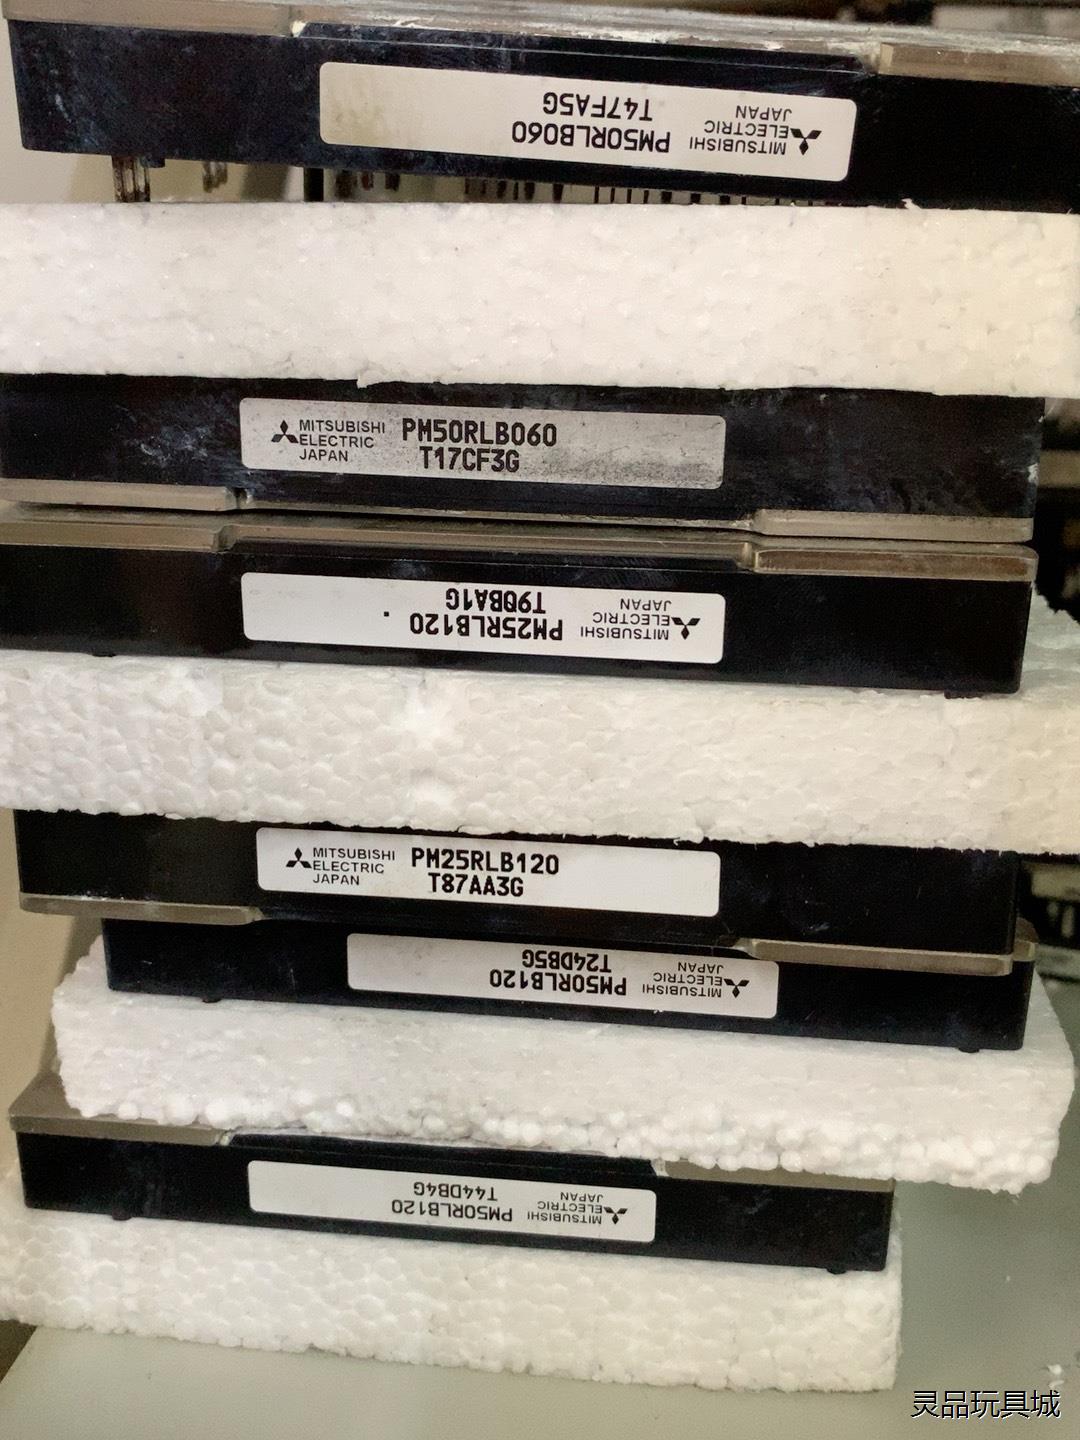 MITSUBISHI
ELECTRIC
JAPAN
PM50RLB060
T47FA5G
MITSUBISHI
ELECTRIC
JAPAN
PM50RLB060
T17CF3G
MITSUBISHI
ELECTRIC
JAPAN
PM25RLB120
T90BA1G
MITSUBISHI
ELECTRIC
JAPAN
PM25RLB120
T87AA3G
MITSUBISHI
ELECTRIC
JAPAN
PM50RLB120
T24DB5G
MITSUBISHI
ELECTRIC
JAPAN
PM50RLB120
T44DB4G
灵品玩具城